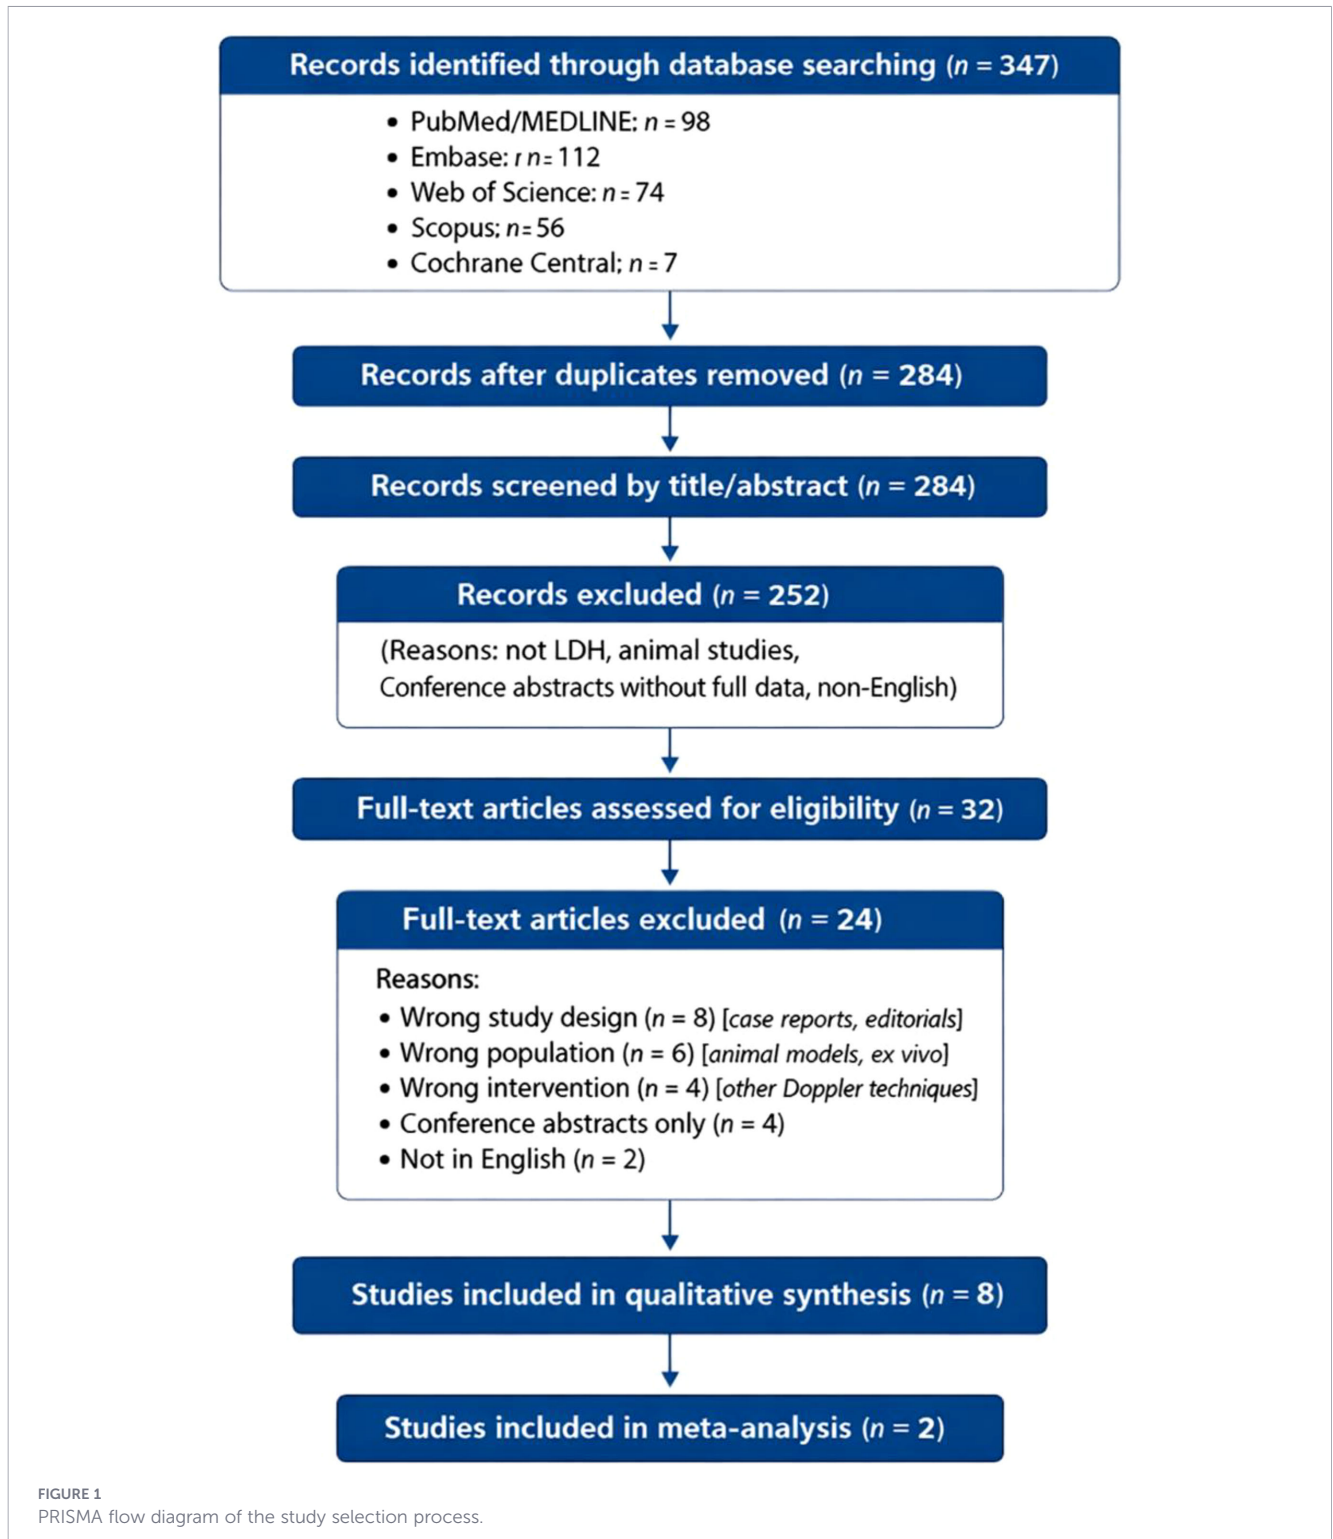 Records identified through database searching (n = 347)
• PubMed/MEDLINE: n = 98
• Embase: r n = 112
• Web of Science: n = 74
• Scopus: n = 56
• Cochrane Central; n = 7
Records after duplicates removed (n = 284)
Records screened by title/abstract (n = 284)
Records excluded (n = 252)
(Reasons: not LDH, animal studies,
Conference abstracts without full data, non-English)
Full-text articles assessed for eligibility (n = 32)
Full-text articles excluded (n = 24)
Reasons:
• Wrong study design (n = 8) [case reports, editorials]
• Wrong population (n = 6) [animal models, ex vivo]
• Wrong intervention (n = 4) [other Doppler techniques]
• Conference abstracts only (n = 4)
• Not in English (n = 2)
Studies included in qualitative synthesis (n = 8)
Studies included in meta-analysis (n = 2)
FIGURE 1
PRISMA flow diagram of the study selection process.